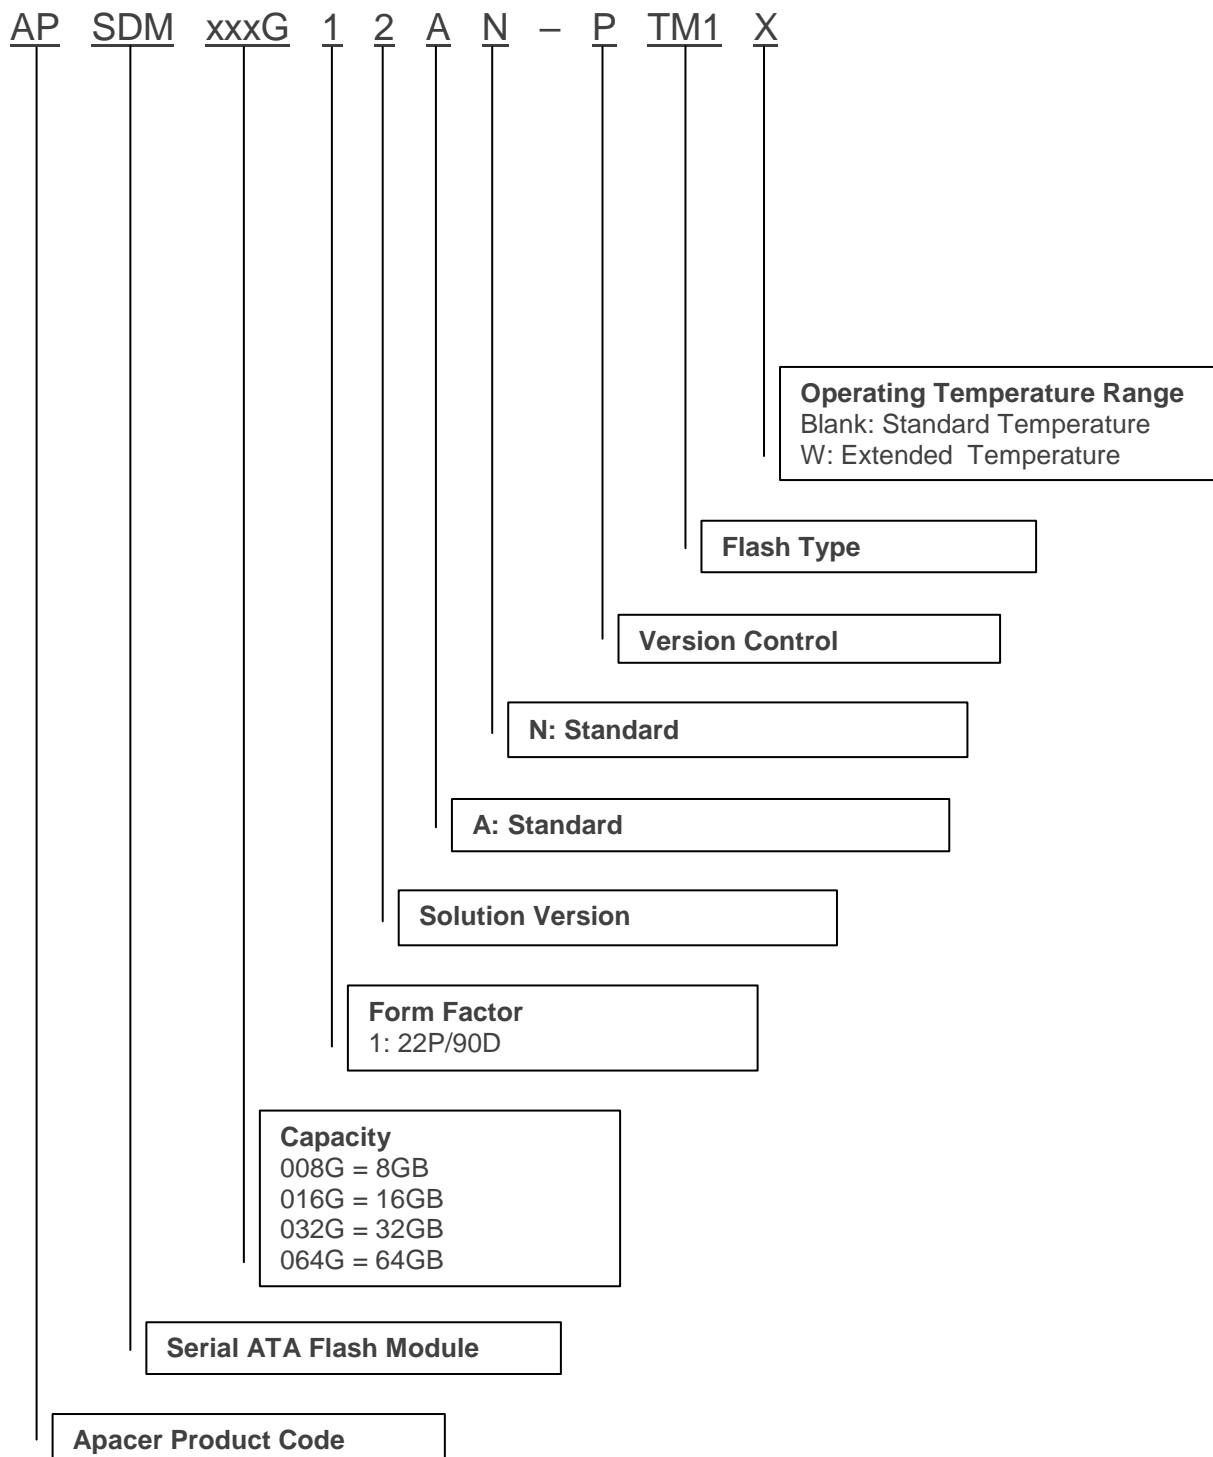 AP SDM xxxG 1 2 A N – P TM1 X
Operating Temperature Range
Blank: Standard Temperature
W: Extended Temperature
Flash Type
Version Control
N: Standard
A: Standard
Solution Version
Form Factor
1: 22P/90D
Capacity
008G = 8GB
016G = 16GB
032G = 32GB
064G = 64GB
Serial ATA Flash Module
Apacer Product Code